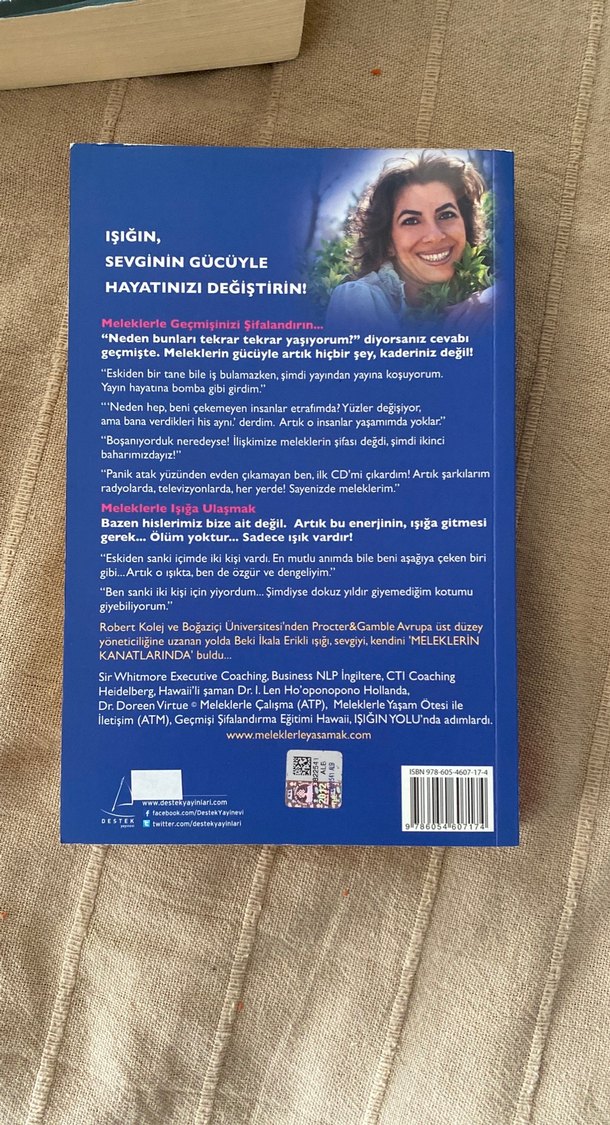 IŞIĞIN,
SEVGİNİN GÜCÜYLE
HAYATINIZI DEĞİŞTİRİN!
Meleklerle Geçmişinizi Şifalandırın...
“Neden bunları tekrar tekrar yaşıyorum?” diyorsanız cevabı
geçmişte. Meleklerin gücüyle artık hiçbir şey, kaderiniz değil!
“Eskiden bir tane bile iş bulamazken, şimdi yayından yayına koşuyorum.
Yayın hayatına bomba gibi girdim.”
“‘Neden hep, beni çekemeyen insanlar etrafımda? Yüzler değişiyor,
ama bana verdikleri his aynı.’ derdim. Artık o insanlar yaşamımda yoklar.”
“Boşanıyorduk neredeyse! İlişkimize meleklerin şifası değdi, şimdi ikinci
baharımızdayız!”
“Panik atak yüzünden evden çıkamayan ben, ilk CD’mi çıkardım! Artık şarkılarım
radyolarda, televizyonlarda, her yerde! Sayenizde meleklerim.”
Meleklerle Işığa Ulaşmak
Bazen hislerimiz bize ait değil. Artık bu enerjinin, ışığa gitmesi
gerek... Ölüm yoktur... Sadece ışık vardır!
“Eskiden sanki içimde iki kişi vardı. En mutlu anımda bile beni aşağıya çeken biri
gibi... Artık o ışıkta, ben de özgür ve dengeliyim.”
“Ben sanki iki kişi için yiyordum... Şimdiyse dokuz yıldır giyemediğim kotumu
giyebiliyorum.”
Robert Kolej ve Boğaziçi Üniversitesi’nden Procter&Gamble Avrupa üst düzey
yöneticiliğine uzanan yolda Beki İkala Erikli ışığı, sevgiyi, kendini ‘MELEKLERİN
KANATLARINDA’ buldu...
Sir Whitmore Executive Coaching, Business NLP İngiltere, CTI Coaching
Heidelberg, Hawaii’li şaman Dr. I. Len Ho’oponopono Hollanda,
Dr. Doreen Virtue © Meleklerle Çalışma (ATP), Meleklerle Yaşam Ötesi ile
İletişim (ATM), Geçmişi Şifalandırma Eğitimi Hawaii, IŞIĞIN YOLU’nda adımlardı.
www.meleklerleyasamak.com
DESTEK
yayınları
www.destekyayinlari.com
facebook.com/DestekYayinevi
twitter.com/destekyayinlari
ALB
2012
ISBN 978-605-4607-17-4
9 786054 607174